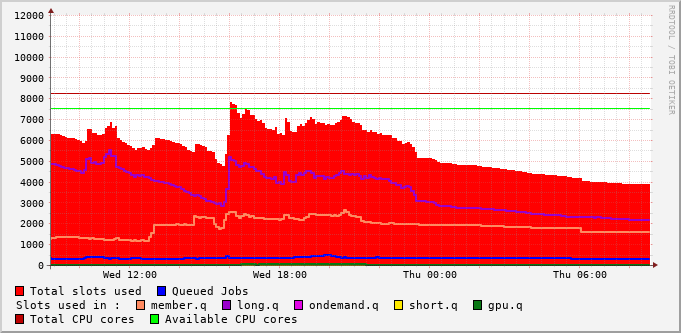 12000
11000
10000
9000
8000
7000
6000
5000
4000
3000
2000
1000
0
Wed 12:00 Wed 18:00 Thu 00:00 Thu 06:00
RRDTOOL / TOBI OETIKER
Total slots used Queued Jobs
Slots used in : member.q long.q ondemand.q short.q gpu.q
Total CPU cores Available CPU cores